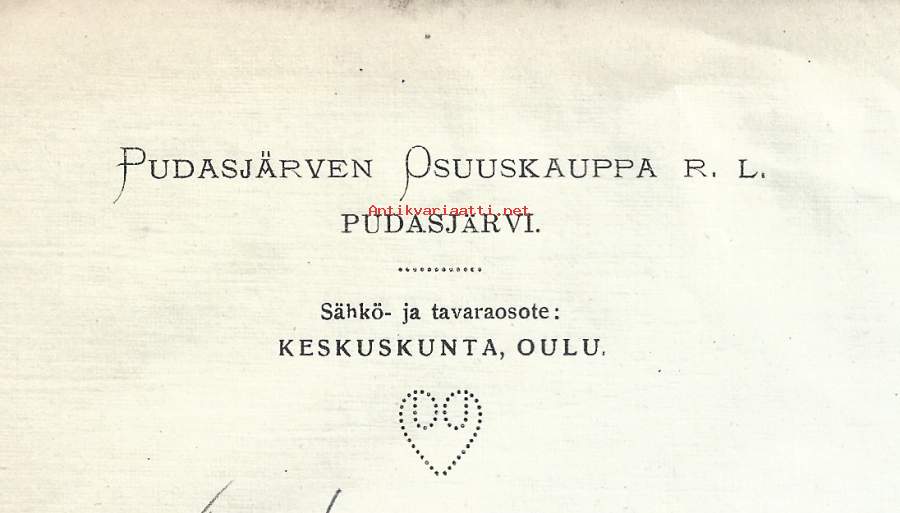 PUDASJÄRVEN OSUUSKAUPPA R. L.
Antikvariaatti.net
PUDASJÄRVI.
Sähkö- ja tavaraosote:
KESKUSKUNTA, OULU.